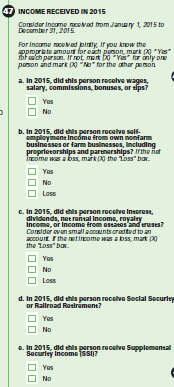 47 INCOME RECEIVED IN 2015
Consider income received from January 1, 2015 to
December 31, 2015.
For income received jointly, if you know the
appropriate amount for each person, mark (X) "Yes"
for each person. If not, mark (X) "Yes" for only one
person and mark (X) "No" for the other person.
a. In 2015, did this person receive wages,
salary, commissions, bonuses, or tips?
Yes
No
b. In 2015, did this person receive self-
employment income from own nonfarm
businesses or farm businesses, including
proprietorships and partnerships? If the net
income was a loss, mark (X) the "Loss" box.
Yes
No
Loss
c. In 2015, did this person receive interest,
dividends, net rental income, royalty
income, or income from estates and trusts?
Consider even small amounts credited to an
account. If the net income was a loss, mark (X)
the "Loss" box.
Yes
No
Loss
d. In 2015, did this person receive Social Security
or Railroad Retirement?
Yes
No
e. In 2015, did this person receive Supplemental
Security Income (SSI)?
Yes
No